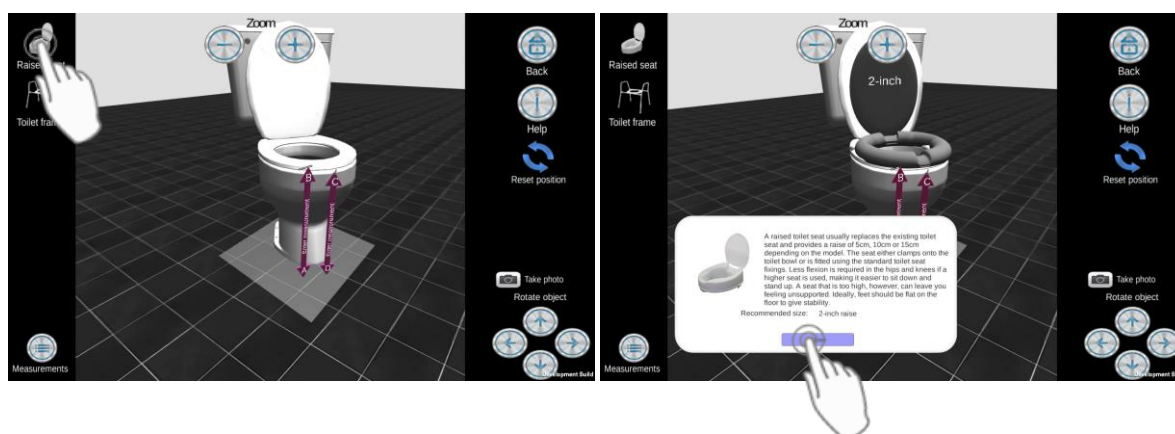 Zoom
Raised
Toilet
Back
Help
Reset position
B
C
A
D
Take photo
Rotate object
Measurements
Development Build
Zoom
Raised seat
Toilet frame
2-inch
Back
Help
Reset position
B
C
A raised toilet seat usually replaces the existing toilet
seat and provides a raise of 5cm, 10cm or 15cm
depending on the model. The seat either clamps onto the
toilet bowl or is fitted using the standard toilet seat
fixings. Less flexion is required in the hips and knees if a
higher seat is used, making it easier to sit down and
stand up. A seat that is too high, however, can leave you
feeling unsupported. Ideally, feet should be flat on the
floor to give stability.
Recommended size: 2-inch raise
Take photo
Rotate object
Measurements